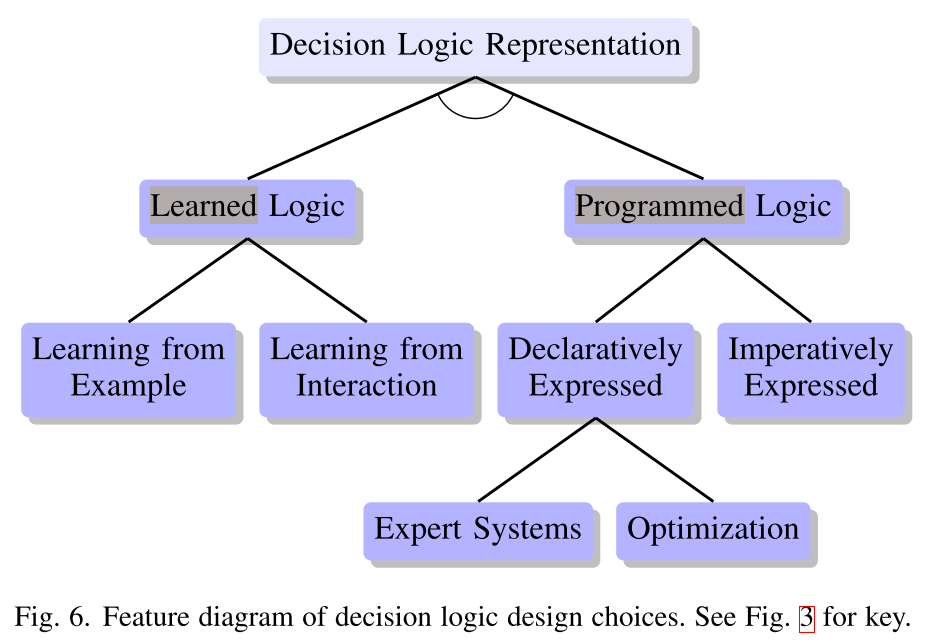 Decision Logic Representation
Learned Logic
Programmed Logic
Learning from
Example
Learning from
Interaction
Declaratively
Expressed
Imperatively
Expressed
Expert Systems
Optimization
Fig. 6. Feature diagram of decision logic design choices. See Fig. 3 for key.